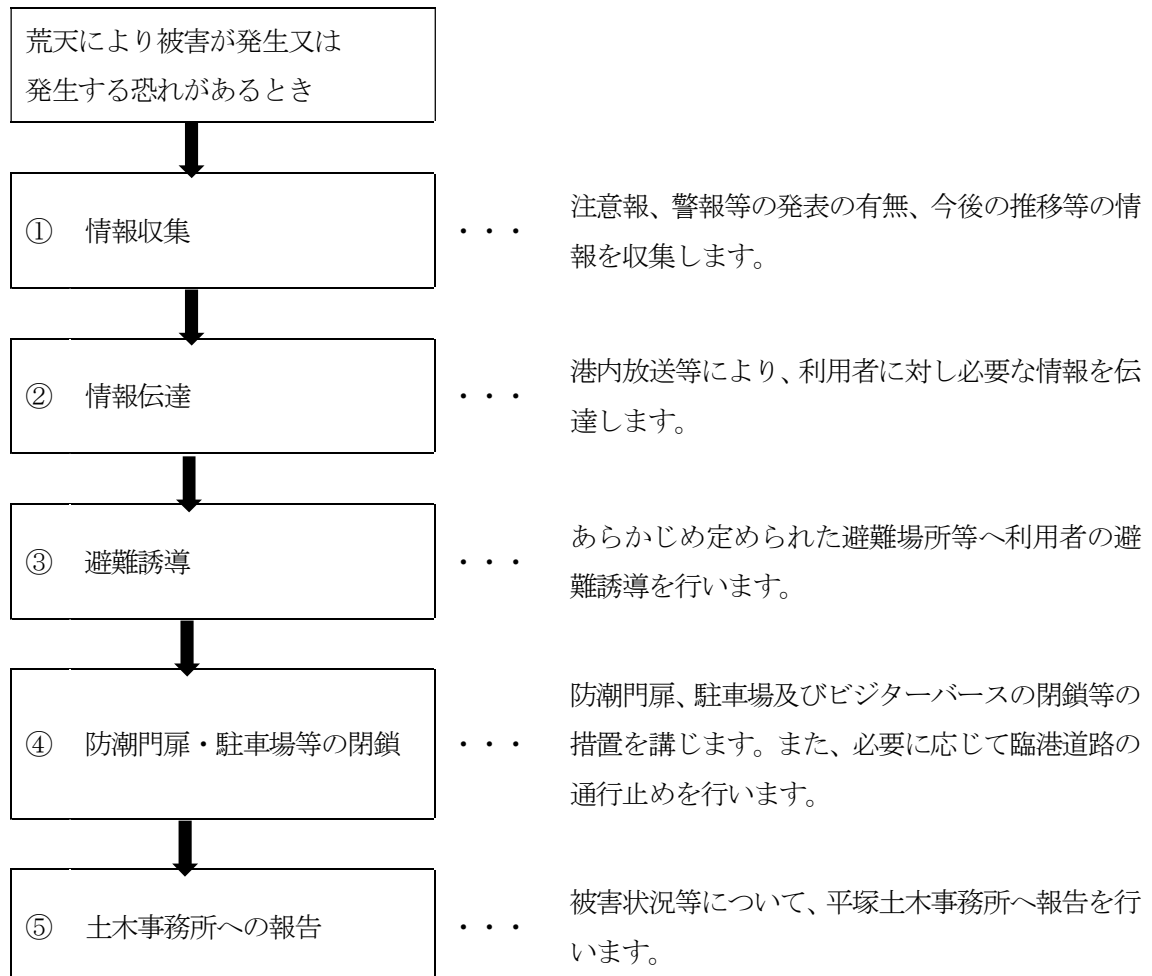 荒天により被害が発生又は
発生する恐れがあるとき
① 情報収集 ・・・ 注意報、警報等の発表の有無、今後の推移等の情
報を収集します。
② 情報伝達 ・・・ 港内放送等により、利用者に対し必要な情報を伝
達します。
③ 避難誘導 ・・・ あらかじめ定められた避難場所等へ利用者の避
難誘導を行います。
④ 防潮門扉・駐車場等の閉鎖 ・・・ 防潮門扉、駐車場及びビジターバースの閉鎖等の
措置を講じます。また、必要に応じて臨港道路の
通行止めを行います。
⑤ 土木事務所への報告 ・・・ 被害状況等について、平塚土木事務所へ報告を行
います。